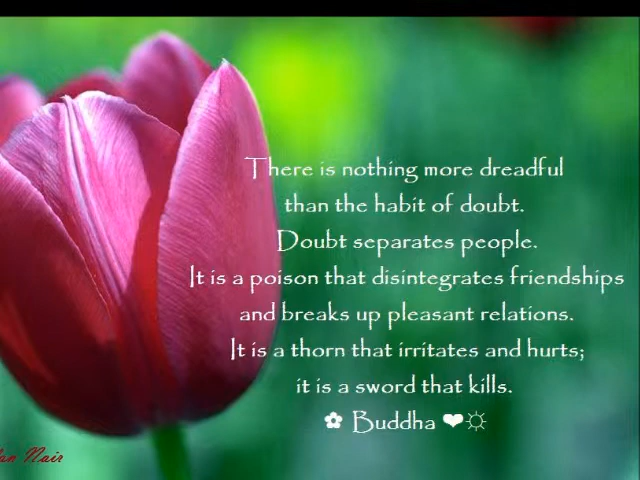 There is nothing more dreadful
than the habit of doubt.
Doubt separates people.
It is a poison that disintegrates friendships
and breaks up pleasant relations.
It is a thorn that irritates and hurts;
it is a sword that kills.
✿ Buddha ❤☼
Nair